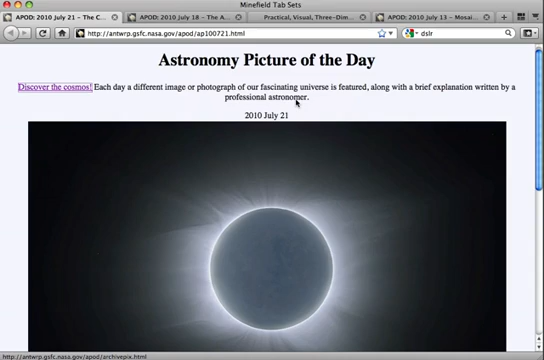 Minefield Tab Sets
APOD: 2010 July 21 – The C...
APOD: 2010 July 18 – The A...
Practical, Visual, Three-Dim...
APOD: 2010 July 13 – Mosai...
http://antwrp.gsfc.nasa.gov/apod/ap100721.html
dslr
Astronomy Picture of the Day
Discover the cosmos! Each day a different image or photograph of our fascinating universe is featured, along with a brief explanation written by a
professional astronomer.
2010 July 21
http://antwrp.gsfc.nasa.gov/apod/archivepix.html